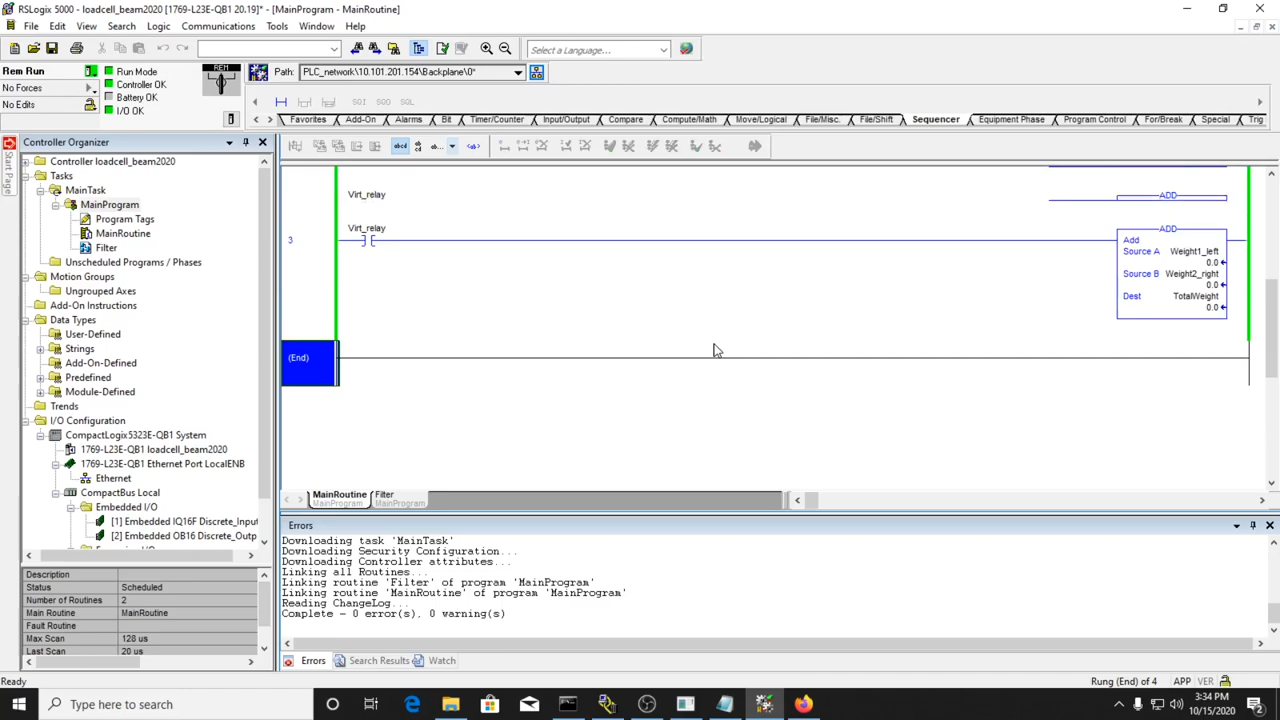 RSLogix 5000 - loadcell_beam2020 [1769-L23E-QB1 20.19]* - [MainProgram - MainRoutine]
File Edit View Search Logic Communications Tools Window Help
Select a Language...
Rem Run
No Forces
No Edits
Run Mode
Controller OK
Battery OK
I/O OK
REM
Path: PLC_network\10.101.201.154\Backplane\0*
SQI SQO SQL
Favorites Add-On Alarms Bit Timer/Counter Input/Output Compare Compute/Math Move/Logical File/Misc. File/Shift Sequencer Equipment Phase Program Control For/Break Special Trig
Start Page
Controller Organizer
Controller loadcell_beam2020
Tasks
MainTask
MainProgram
Program Tags
MainRoutine
Filter
Unscheduled Programs / Phases
Motion Groups
Ungrouped Axes
Add-On Instructions
Data Types
User-Defined
Strings
Add-On-Defined
Predefined
Module-Defined
Trends
I/O Configuration
CompactLogix5323E-QB1 System
1769-L23E-QB1 loadcell_beam2020
1769-L23E-QB1 Ethernet Port LocalENB
Ethernet
CompactBus Local
Embedded I/O
[1] Embedded IQ16F Discrete_Input
[2] Embedded OB16 Discrete_Outp
Description
Status Scheduled
Number of Routines 2
Main Routine MainRoutine
Fault Routine
Max Scan 128 us
Last Scan 20 us
abcd
Virt_relay
ADD
Virt_relay
ADD
3
Add
Source A Weight1_left
0.0
Source B Weight2_right
0.0
Dest TotalWeight
0.0
(End)
MainRoutine Filter
MainProgram MainProgram
Errors
Downloading task 'MainTask'
Downloading Security Configuration...
Downloading Controller attributes...
Linking all Routines...
Linking routine 'Filter' of program 'MainProgram'
Linking routine 'MainRoutine' of program 'MainProgram'
Reading ChangeLog...
Complete - 0 error(s), 0 warning(s)
Errors Search Results Watch
Ready
Rung (End) of 4 APP VER
Type here to search
3:34 PM
10/15/2020
2